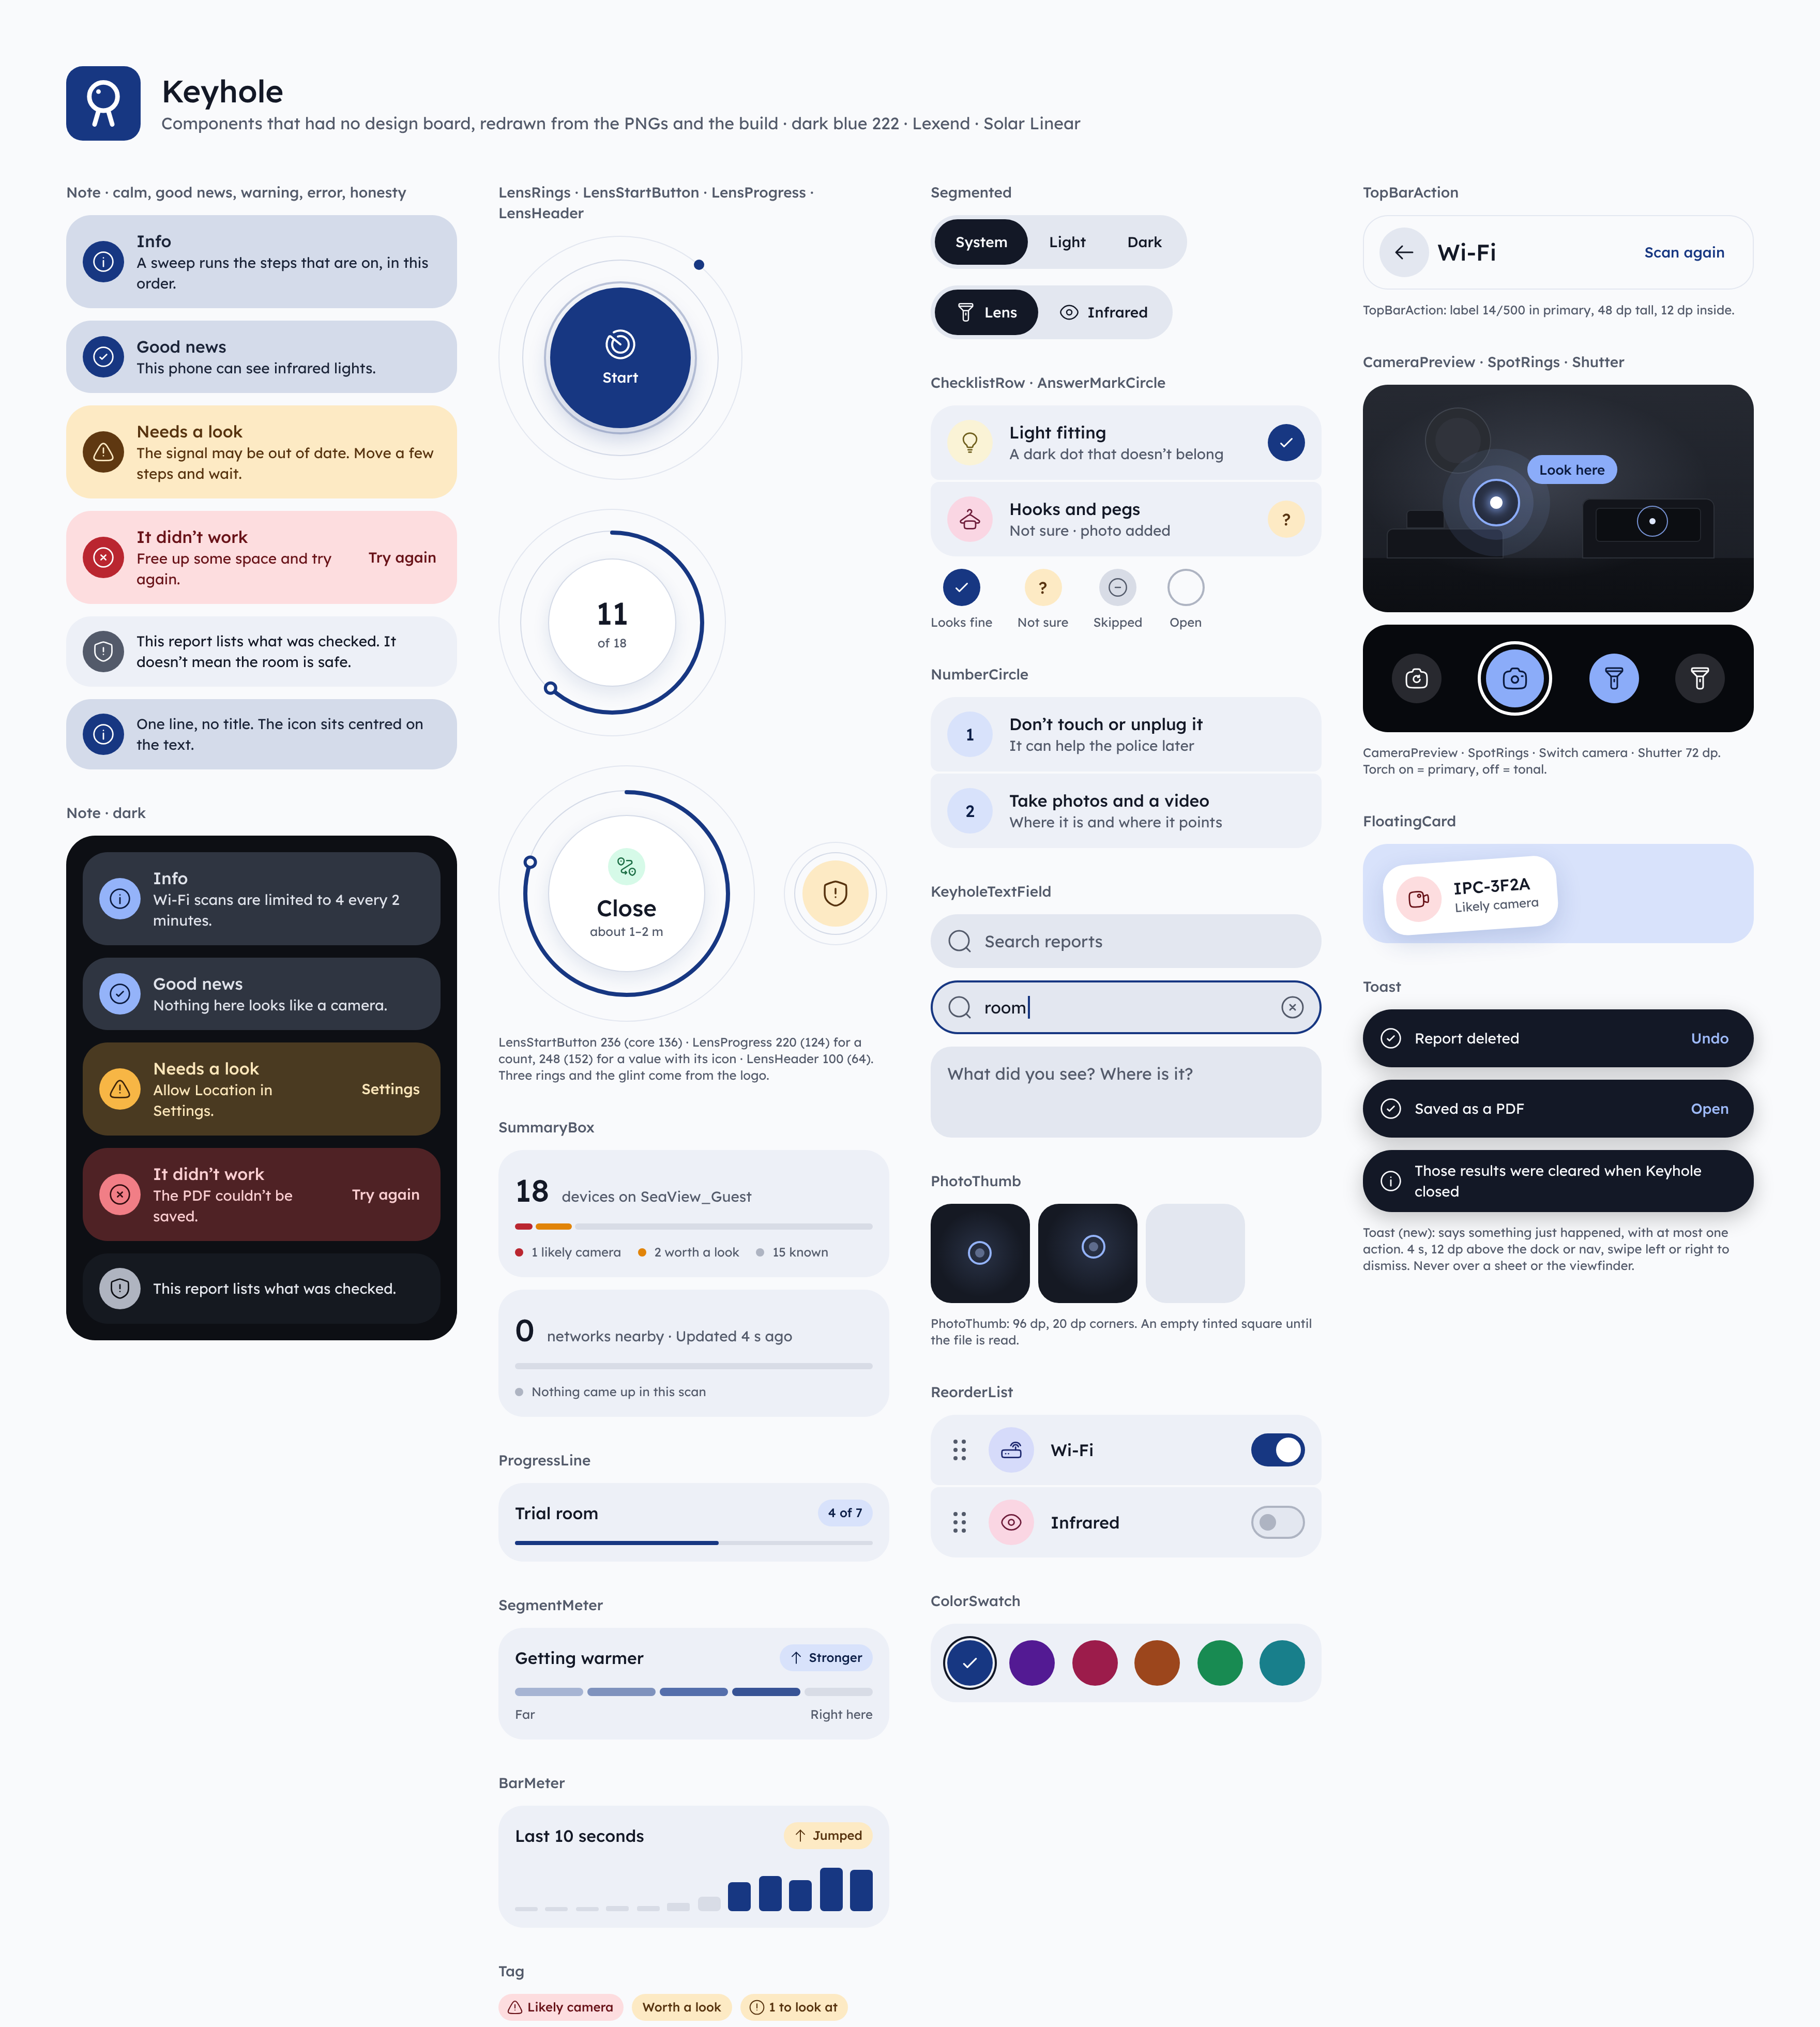 Keyhole
Components that had no design board, redrawn from the PNGs and the build · dark blue 222 · Lexend · Solar Linear
Note · calm, good news, warning, error, honesty
Info
A sweep runs the steps that are on, in this
order.
Good news
This phone can see infrared lights.
Needs a look
The signal may be out of date. Move a few
steps and wait.
It didn’t work
Free up some space and try
again.
Try again
This report lists what was checked. It
doesn’t mean the room is safe.
One line, no title. The icon sits centred on
the text.
Note · dark
Info
Wi-Fi scans are limited to 4 every 2
minutes.
Good news
Nothing here looks like a camera.
Needs a look
Allow Location in
Settings.
Settings
It didn’t work
The PDF couldn’t be
saved.
Try again
This report lists what was checked.
LensRings · LensStartButton · LensProgress ·
LensHeader
Start
11
of 18
Close
about 1–2 m
LensStartButton 236 (core 136) · LensProgress 220 (124) for a
count, 248 (152) for a value with its icon · LensHeader 100 (64).
Three rings and the glint come from the logo.
SummaryBox
18 devices on SeaView_Guest
1 likely camera
2 worth a look
15 known
0 networks nearby · Updated 4 s ago
Nothing came up in this scan
ProgressLine
Trial room
4 of 7
SegmentMeter
Getting warmer
Stronger
Far
Right here
BarMeter
Last 10 seconds
Jumped
Tag
Likely camera
Worth a look
1 to look at
Segmented
System
Light
Dark
Lens
Infrared
ChecklistRow · AnswerMarkCircle
Light fitting
A dark dot that doesn’t belong
Hooks and pegs
Not sure · photo added
?
?
Looks fine
Not sure
Skipped
Open
NumberCircle
1
Don’t touch or unplug it
It can help the police later
2
Take photos and a video
Where it is and where it points
KeyholeTextField
Search reports
room
What did you see? Where is it?
PhotoThumb
PhotoThumb: 96 dp, 20 dp corners. An empty tinted square until
the file is read.
ReorderList
Wi-Fi
Infrared
ColorSwatch
TopBarAction
Wi-Fi
Scan again
TopBarAction: label 14/500 in primary, 48 dp tall, 12 dp inside.
CameraPreview · SpotRings · Shutter
Look here
CameraPreview · SpotRings · Switch camera · Shutter 72 dp.
Torch on = primary, off = tonal.
FloatingCard
IPC-3F2A
Likely camera
Toast
Report deleted
Undo
Saved as a PDF
Open
Those results were cleared when Keyhole
closed
Toast (new): says something just happened, with at most one
action. 4 s, 12 dp above the dock or nav, swipe left or right to
dismiss. Never over a sheet or the viewfinder.